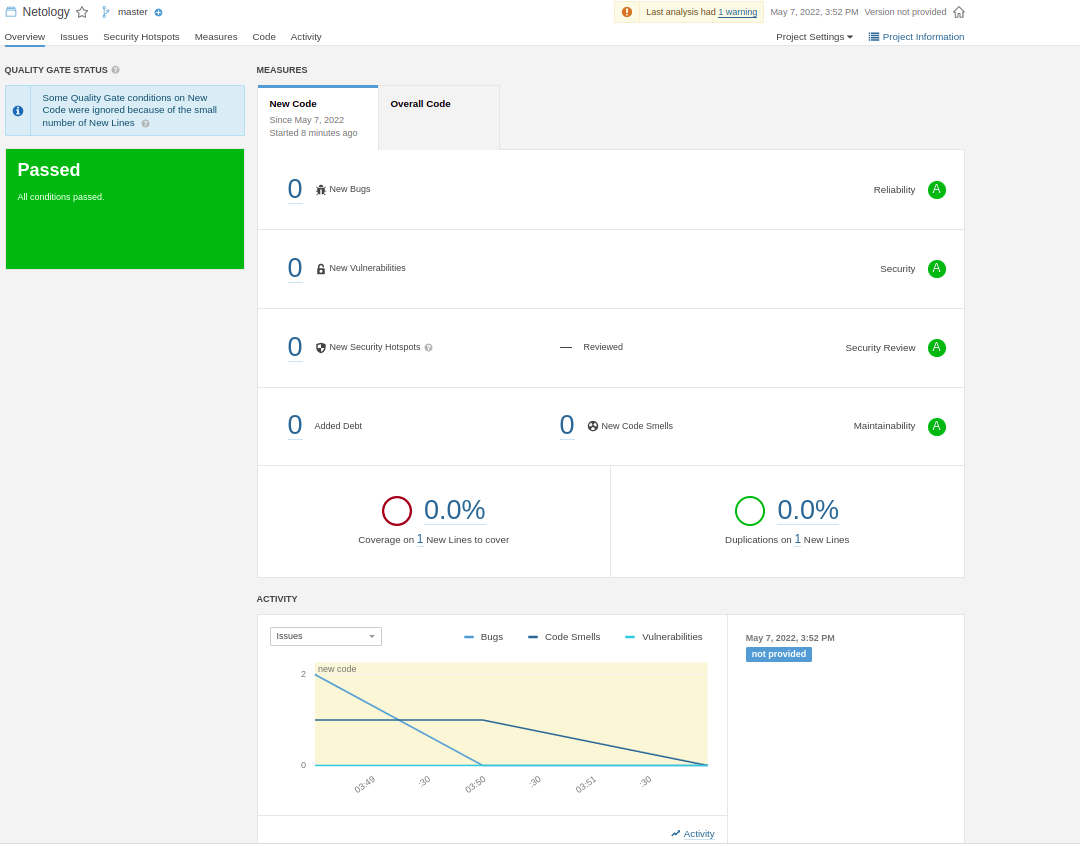 Netology master Last analysis had 1 warning May 7, 2022, 3:52 PM Version not provided
Overview Issues Security Hotspots Measures Code Activity Project Settings Project Information
QUALITY GATE STATUS
Some Quality Gate conditions on New
Code were ignored because of the small
number of New Lines
Passed
All conditions passed.
MEASURES
New Code
Since May 7, 2022
Started 8 minutes ago
Overall Code
0 New Bugs Reliability A
0 New Vulnerabilities Security A
0 New Security Hotspots — Reviewed Security Review A
0 Added Debt 0 New Code Smells Maintainability A
0.0%
Coverage on 1 New Lines to cover
0.0%
Duplications on 1 New Lines
ACTIVITY
Issues Bugs Code Smells Vulnerabilities
new code
2
0
03:49 :30 03:50 :30 03:51 :30
Activity
May 7, 2022, 3:52 PM
not provided